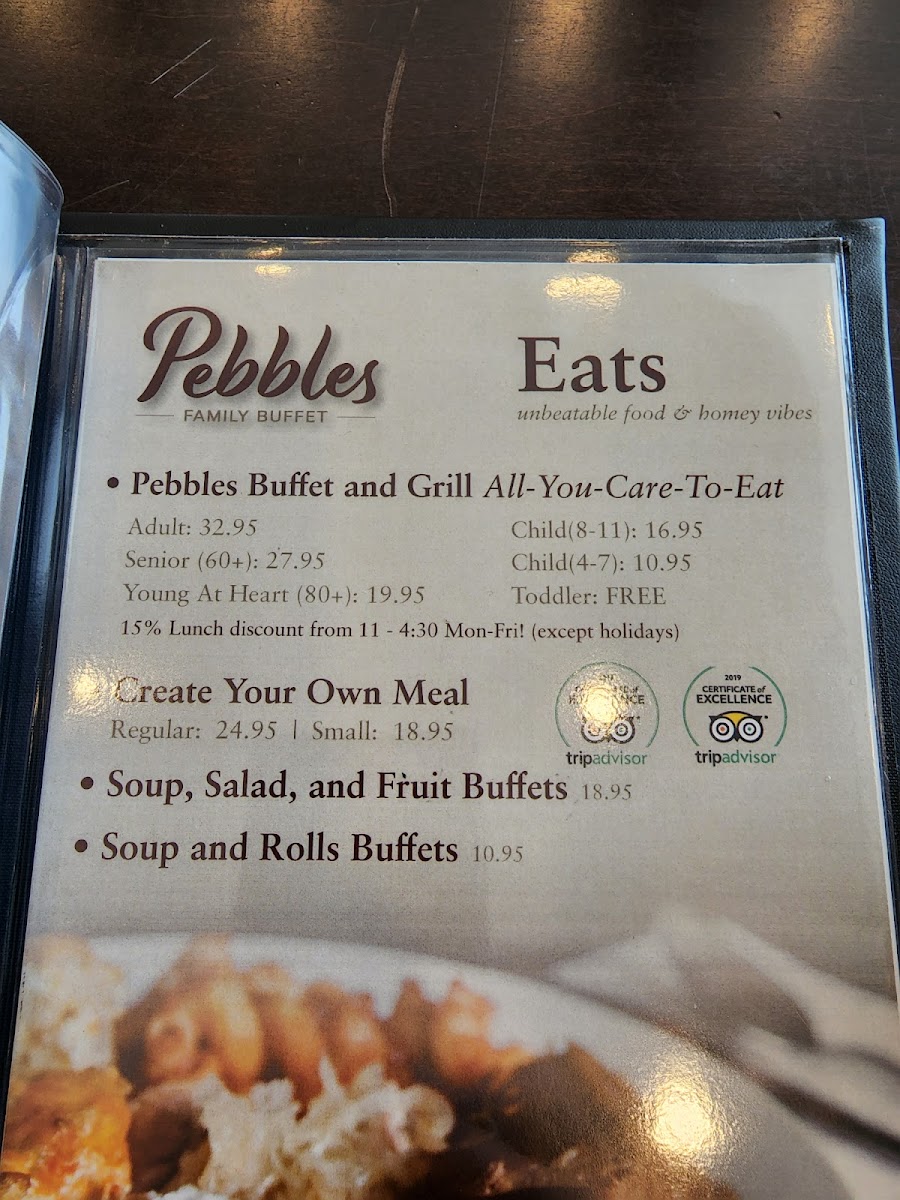 Pebbles
FAMILY BUFFET
Eats
unbeatable food & homey vibes
• Pebbles Buffet and Grill All-You-Care-To-Eat
Adult: 32.95
Child(8-11): 16.95
Senior (60+): 27.95
Child(4-7): 10.95
Young At Heart (80+): 19.95
Toddler: FREE
15% Lunch discount from 11 - 4:30 Mon-Fri! (except holidays)
Create Your Own Meal
Regular: 24.95 | Small: 18.95
tripadvisor
2019
CERTIFICATE of
EXCELLENCE
tripadvisor
• Soup, Salad, and Fruit Buffets 18.95
• Soup and Rolls Buffets 10.95